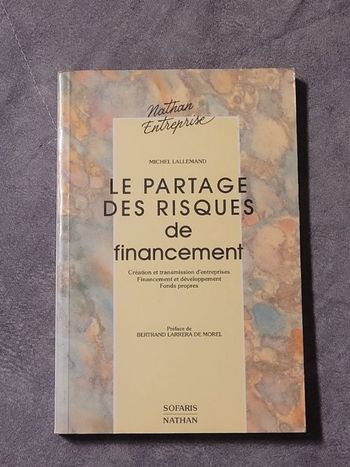 Nathan
Entreprise
MICHEL LALLEMAND
LE PARTAGE
DES RISQUES
de
financement
Création et transmission d'entreprises
Financement et développement
Fonds propres
Préface de
BERTRAND LARRERA DE MOREL
SOFARIS
NATHAN